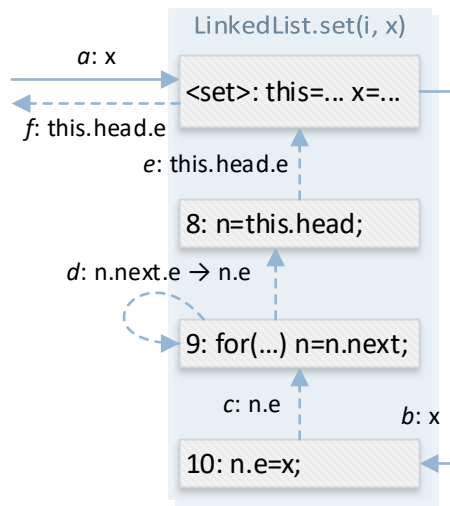 LinkedList.set(i, x)
a: x
<set>: this=... x=...
f: this.head.e
e: this.head.e
8: n=this.head;
d: n.next.e → n.e
9: for(...) n=n.next;
c: n.e
b: x
10: n.e=x;